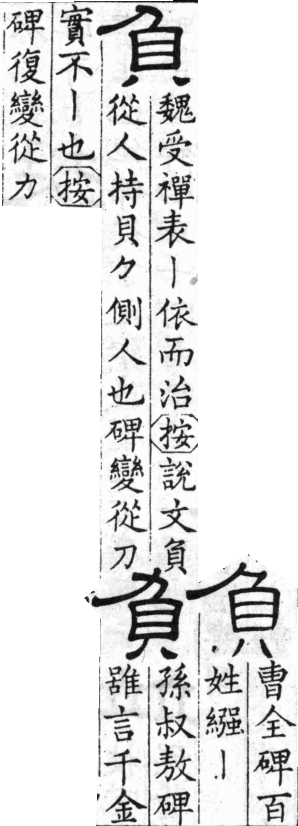 負
曹全碑百
姓繈丨
負
魏受禪表丨依而治按說文負
從人持貝⺈側人也碑變從刀
負
孫叔敖碑
雖言千金
實不丨也按
碑復變從力